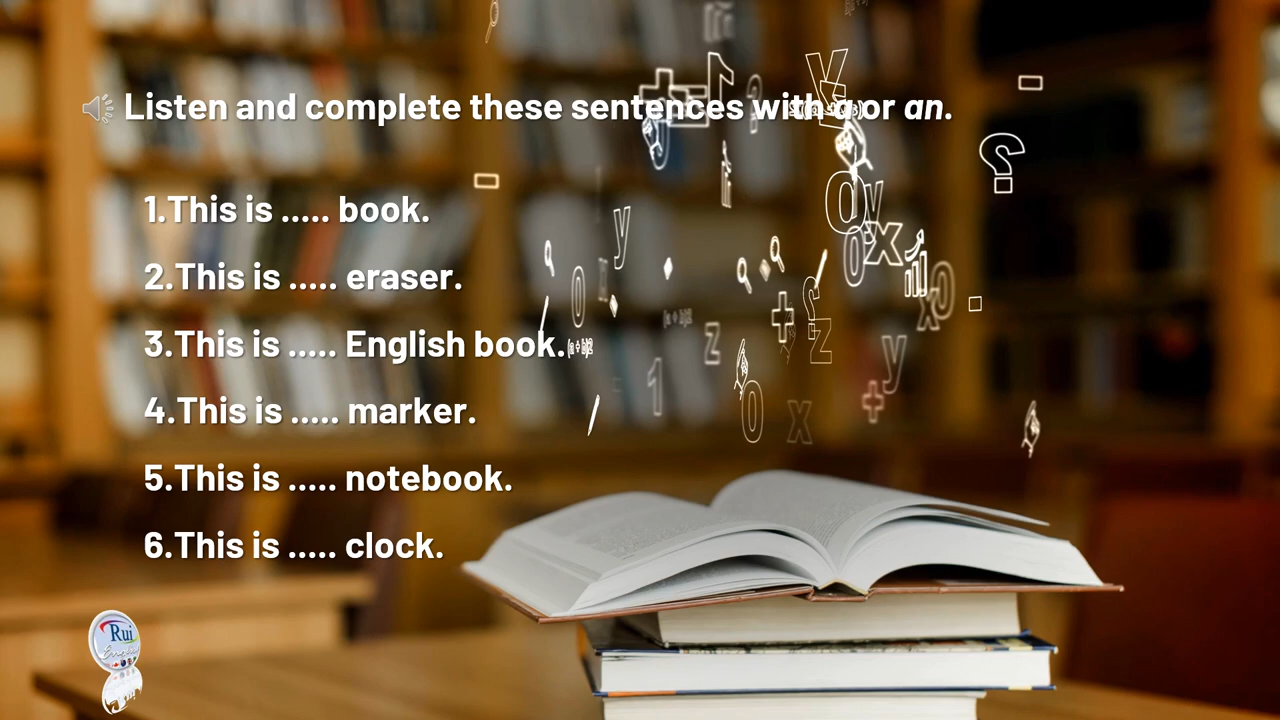 Listen and complete these sentences with a or an.
1.This is ..... book.
2.This is ..... eraser.
3.This is ..... English book.
4.This is ..... marker.
5.This is ..... notebook.
6.This is ..... clock.
Rui